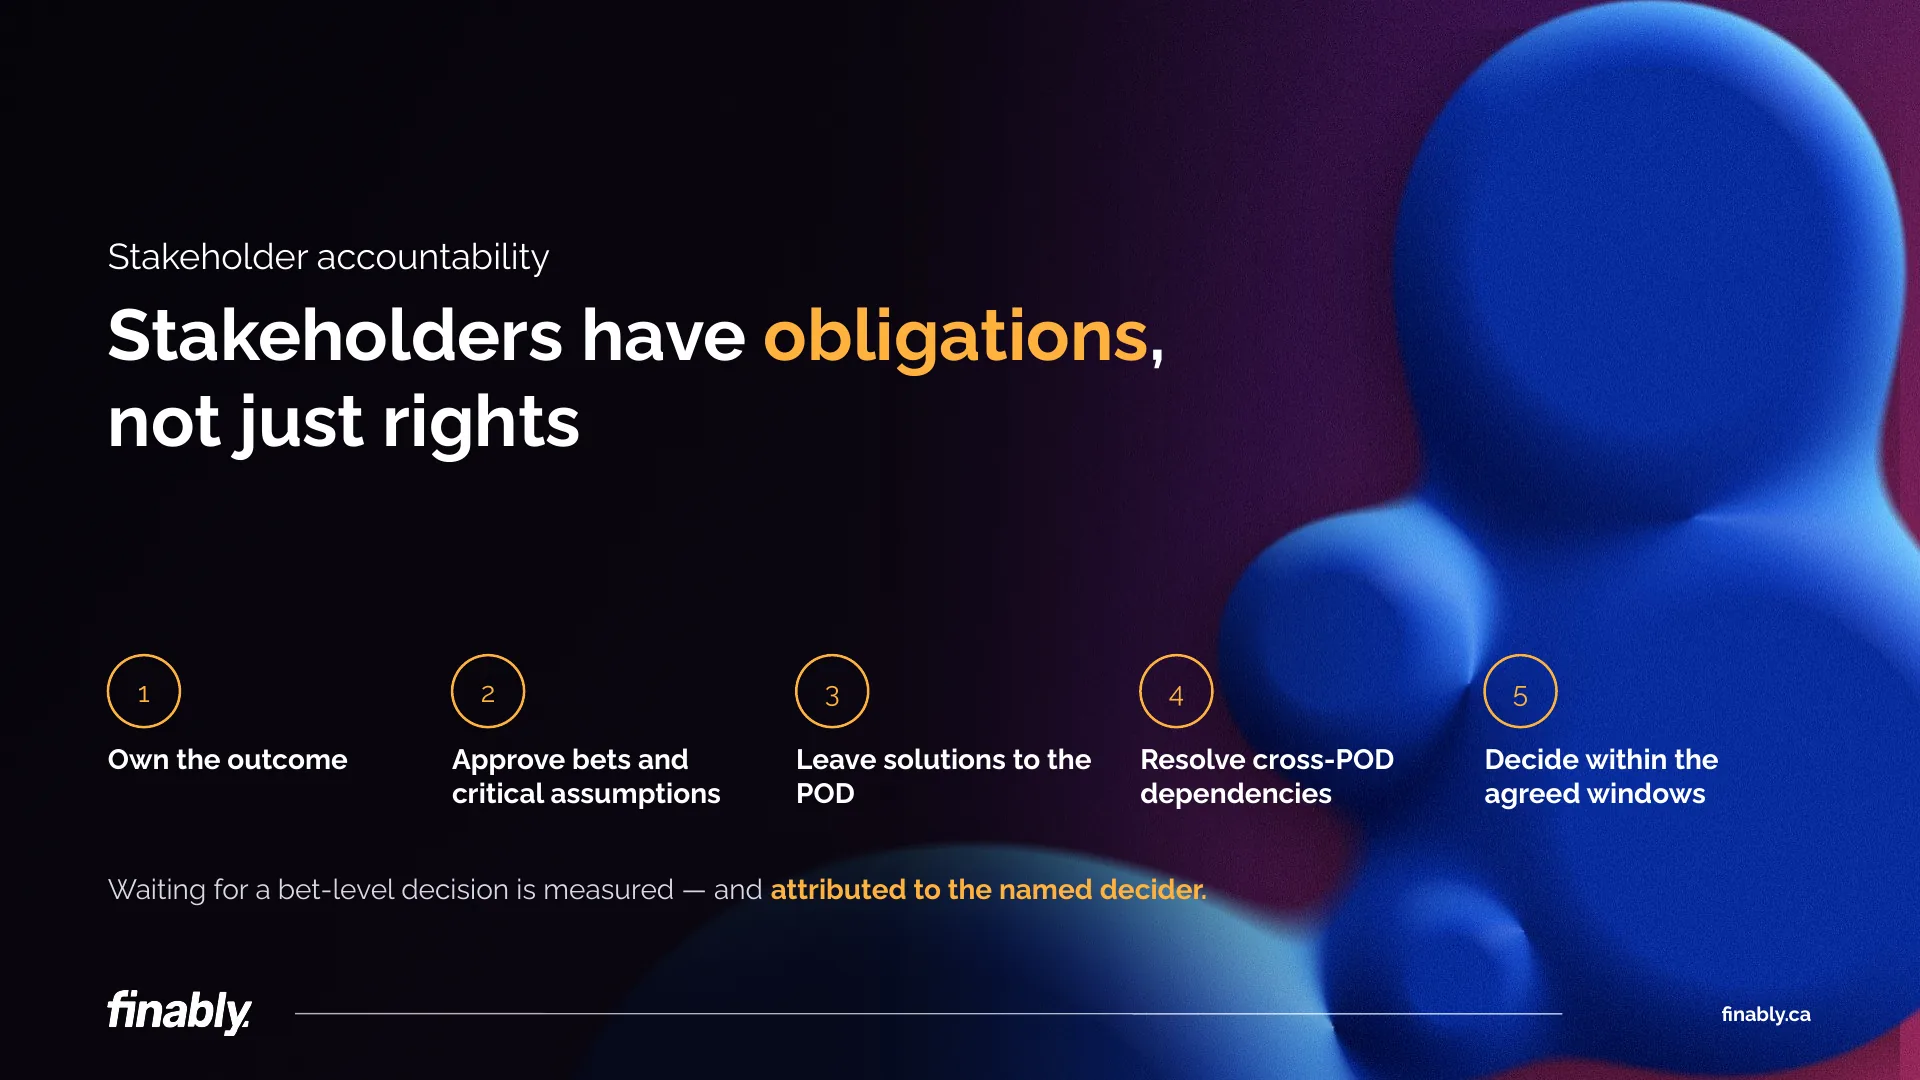 Stakeholder accountability
Stakeholders have obligations,
not just rights
1
Own the outcome
2
Approve bets and
critical assumptions
3
Leave solutions to the
POD
4
Resolve cross-POD
dependencies
5
Decide within the
agreed windows
Waiting for a bet-level decision is measured — and attributed to the named decider.
finably.
finably.ca